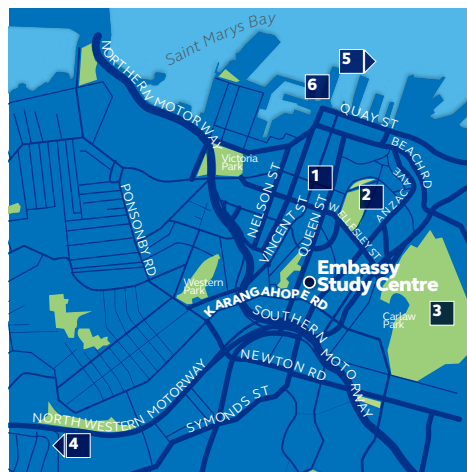 Saint Marys Bay
5
6
NORTHERN MOTORWAY
QUAY ST
BEACH RD
Victoria
Park
1
2
ANZAC
AVE
PONSONBY RD
NELSON ST
VINCENT ST
QUEEN ST
WELLESLEY ST
Embassy
Study Centre
Western
Park
KARANGAHOPE RD
3
Carlaw
Park
SOUTHERN MOTORWAY
NEWTON RD
NORTH WESTERN MOTORWAY
SYMONDS ST
4